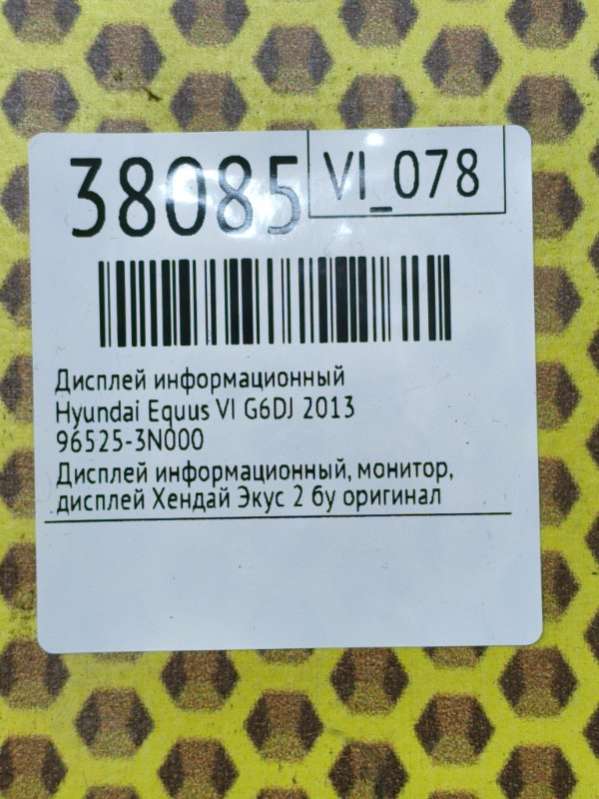 38085
VI_078
Дисплей информационный
Hyundai Equus VI G6DJ 2013
96525-3N000
Дисплей информационный, монитор,
дисплей Хендай Экус 2 бу оригинал